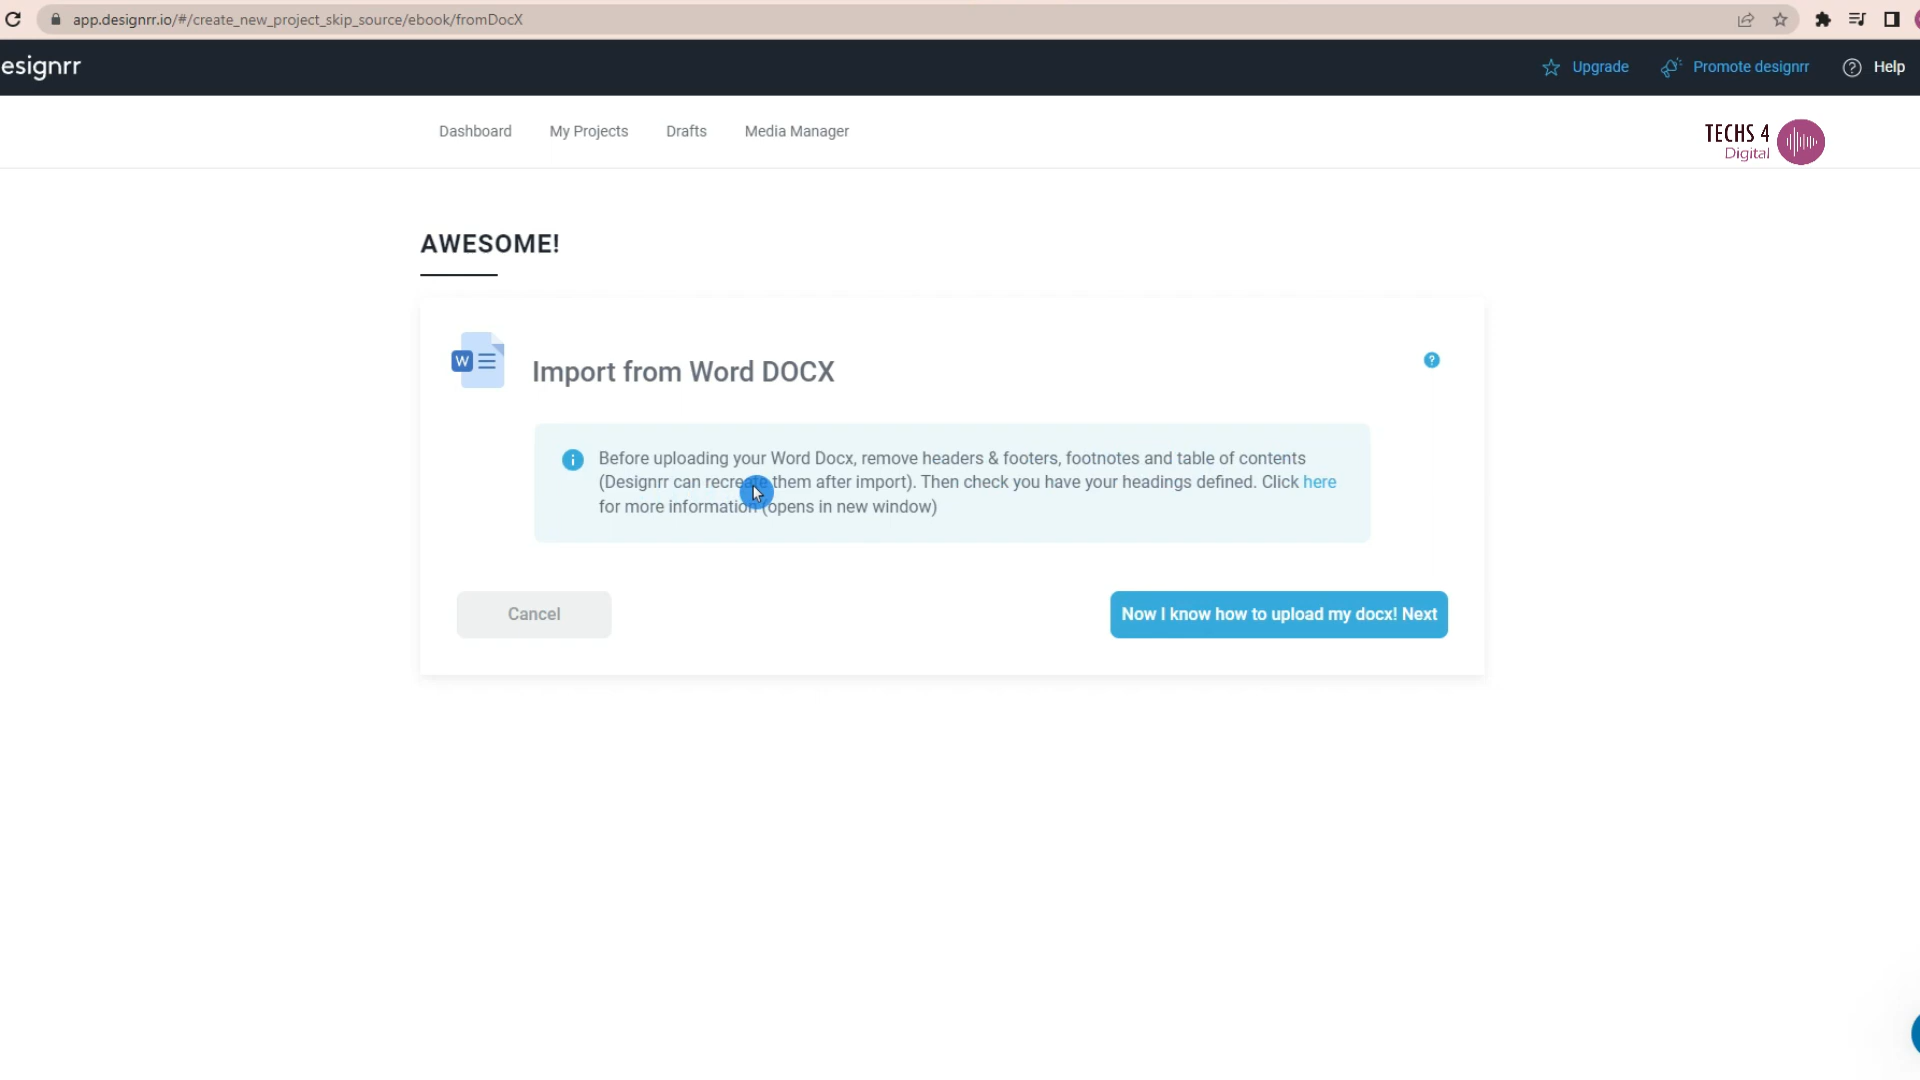 app.designrr.io/#/create_new_project_skip_source/ebook/fromDocX
esignrr
Upgrade
Promote designrr
? Help
Dashboard
My Projects
Drafts
Media Manager
TECHS 4
Digital
AWESOME!
W
Import from Word DOCX
?
i
Before uploading your Word Docx, remove headers & footers, footnotes and table of contents
(Designrr can recreate them after import). Then check you have your headings defined. Click here
for more information (opens in new window)
Cancel
Now I know how to upload my docx! Next